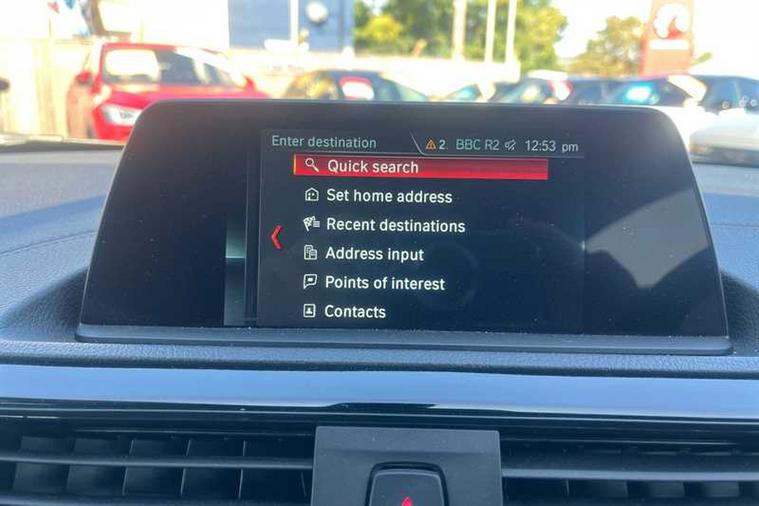 Enter destination 2 BBC R2 12:53 pm
Quick search
Set home address
Recent destinations
Address input
Points of interest
Contacts